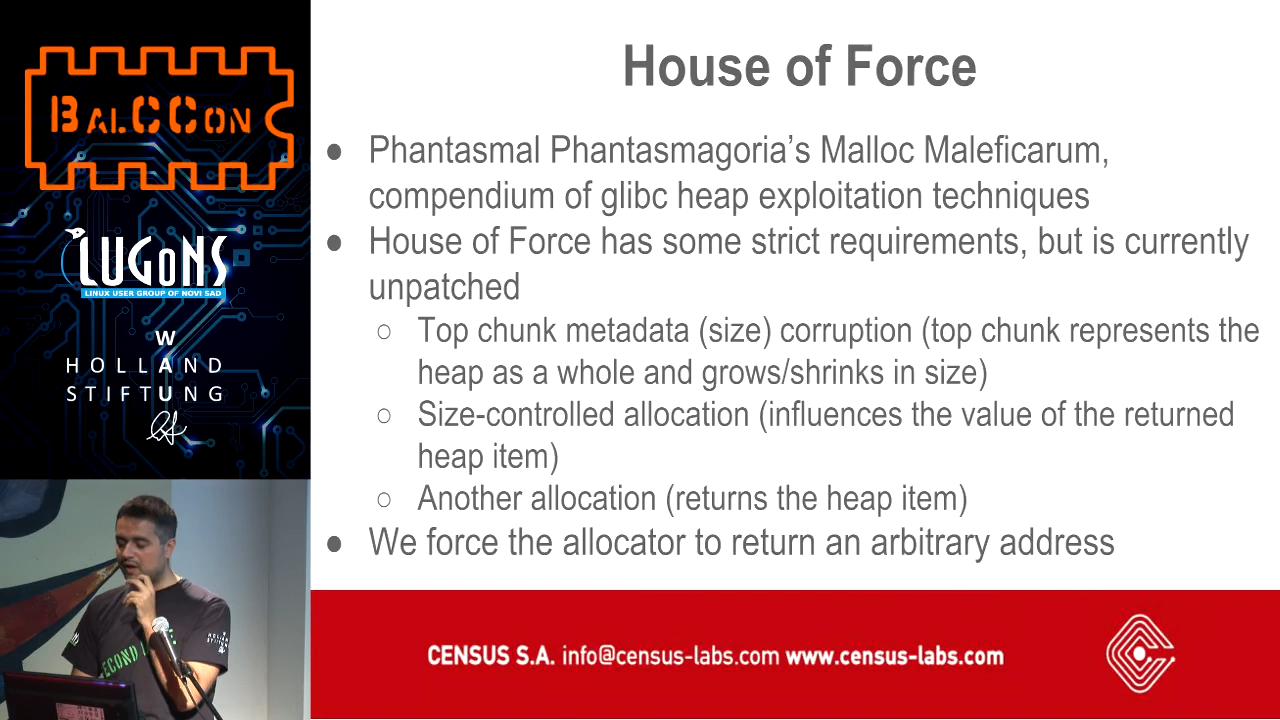 BALCCON
LUGONS
LINUX USER GROUP OF NOVI SAD
W
HOLLAND
STIFTUNG
House of Force
● Phantasmal Phantasmagoria’s Malloc Maleficarum,
compendium of glibc heap exploitation techniques
● House of Force has some strict requirements, but is currently
unpatched
○ Top chunk metadata (size) corruption (top chunk represents the
heap as a whole and grows/shrinks in size)
○ Size-controlled allocation (influences the value of the returned
heap item)
○ Another allocation (returns the heap item)
● We force the allocator to return an arbitrary address
CENSUS S.A. info@census-labs.com www.census-labs.com